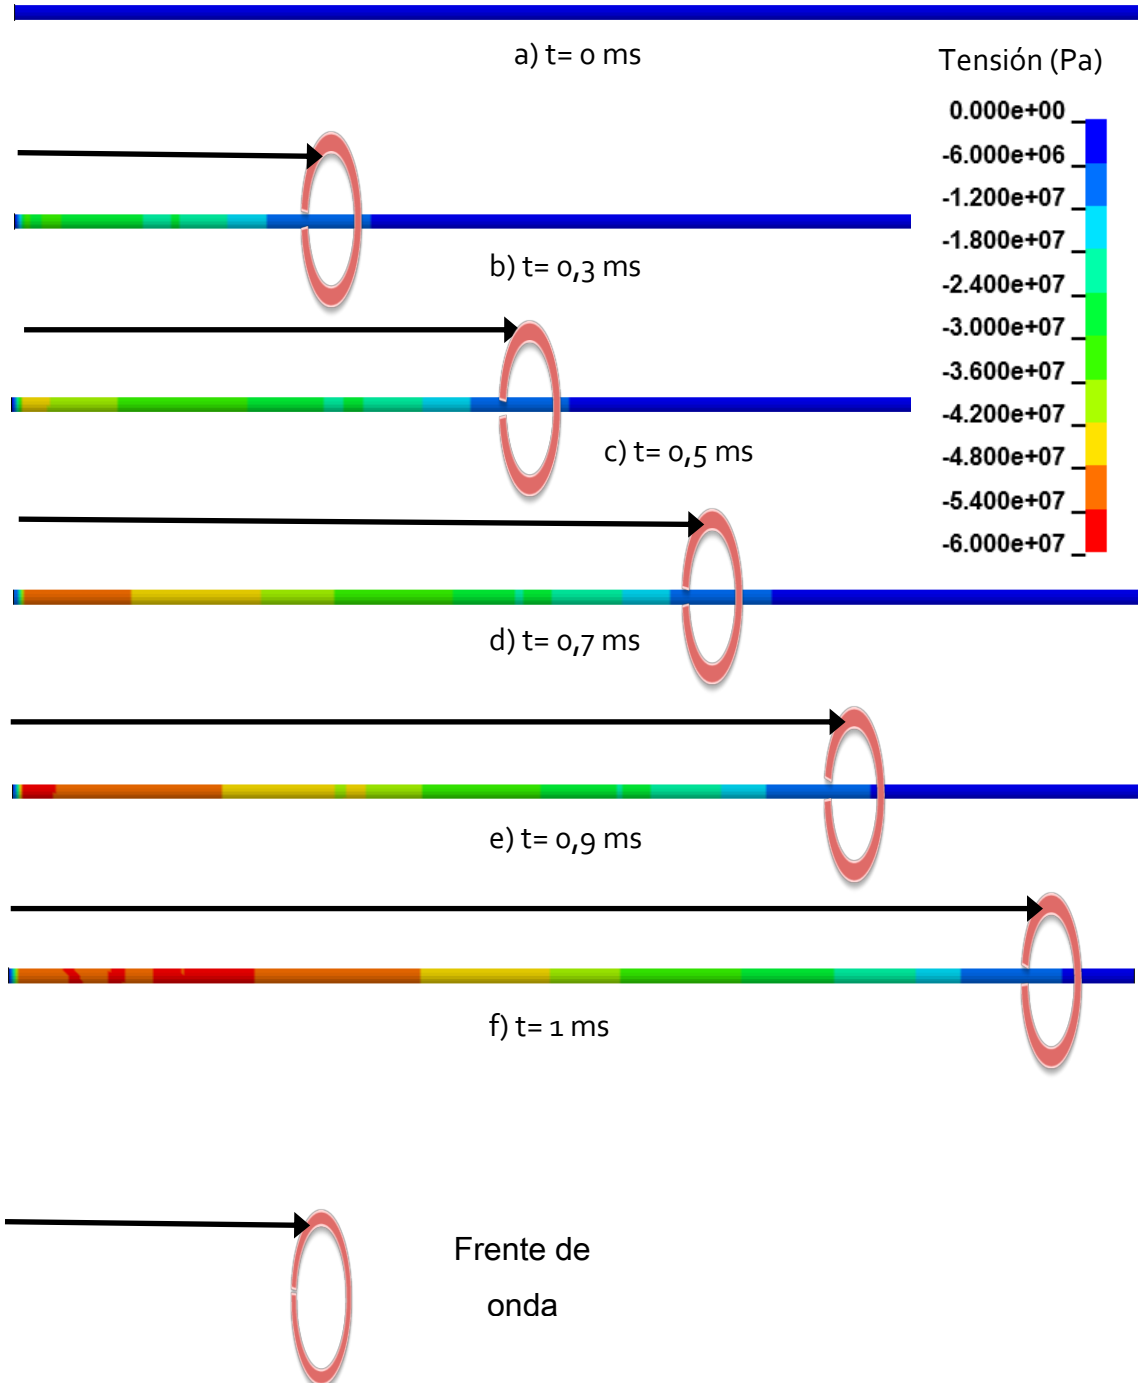 a) t= 0 ms
Tensión (Pa)
0.000e+00
-6.000e+06
-1.200e+07
-1.800e+07
-2.400e+07
-3.000e+07
-3.600e+07
-4.200e+07
-4.800e+07
-5.400e+07
-6.000e+07
b) t= 0,3 ms
c) t= 0,5 ms
d) t= 0,7 ms
e) t= 0,9 ms
f) t= 1 ms
Frente de
onda